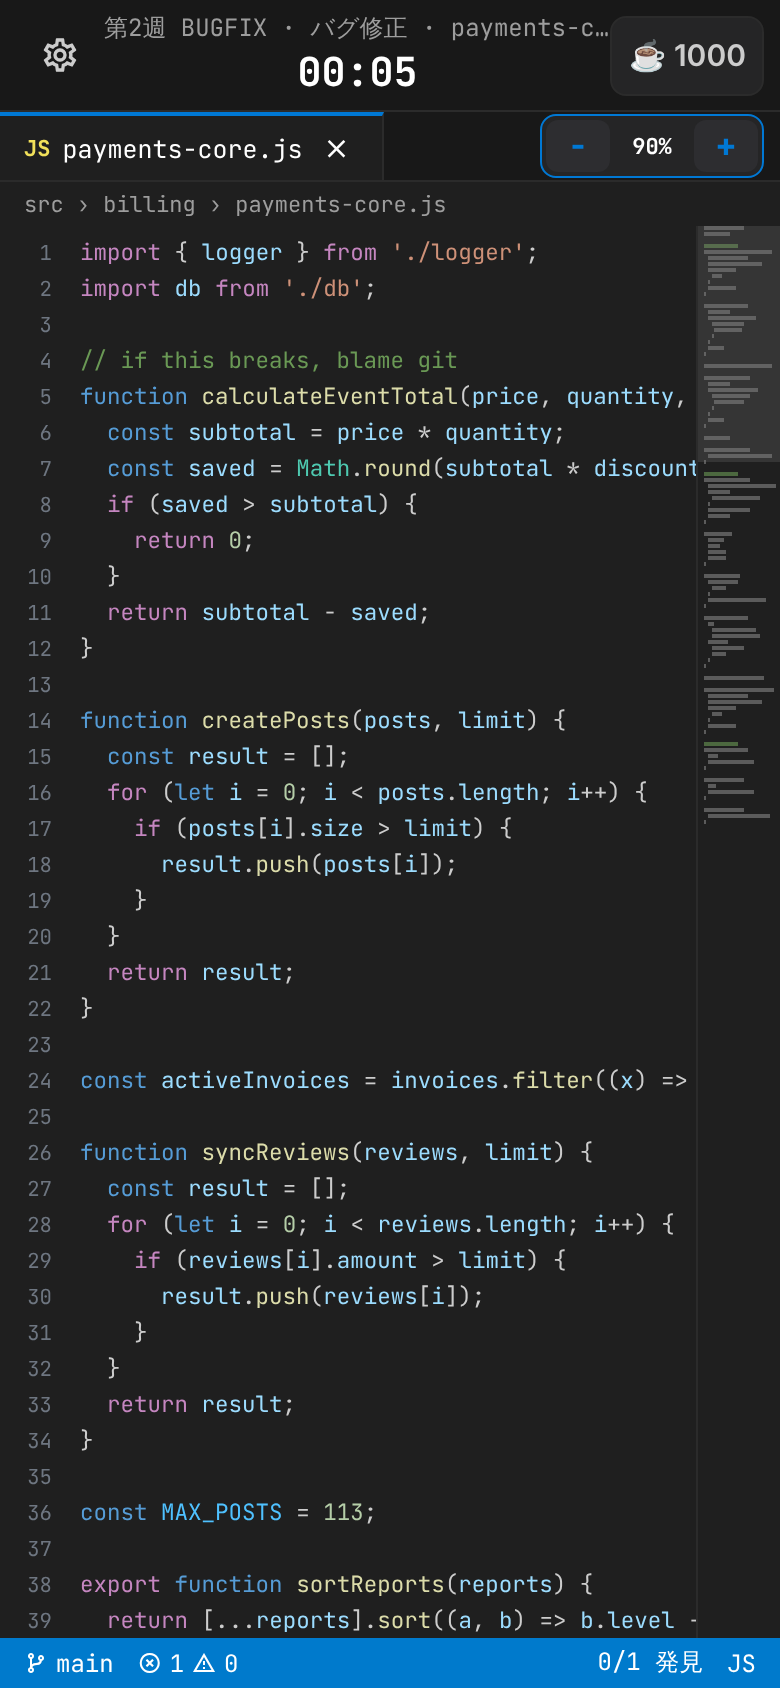 第2週 BUGFIX · バグ修正 · payments-c…
00:05
☕ 1000
JS payments-core.js ×
- 90% +
src › billing › payments-core.js
1 import { logger } from './logger';
2 import db from './db';
3
4 // if this breaks, blame git
5 function calculateEventTotal(price, quantity,
6   const subtotal = price * quantity;
7   const saved = Math.round(subtotal * discount
8   if (saved > subtotal) {
9     return 0;
10   }
11   return subtotal - saved;
12 }
13
14 function createPosts(posts, limit) {
15   const result = [];
16   for (let i = 0; i < posts.length; i++) {
17     if (posts[i].size > limit) {
18       result.push(posts[i]);
19     }
20   }
21   return result;
22 }
23
24 const activeInvoices = invoices.filter((x) =>
25
26 function syncReviews(reviews, limit) {
27   const result = [];
28   for (let i = 0; i < reviews.length; i++) {
29     if (reviews[i].amount > limit) {
30       result.push(reviews[i]);
31     }
32   }
33   return result;
34 }
35
36 const MAX_POSTS = 113;
37
38 export function sortReports(reports) {
39   return [...reports].sort((a, b) => b.level -
main 1 0 0/1 発見 JS